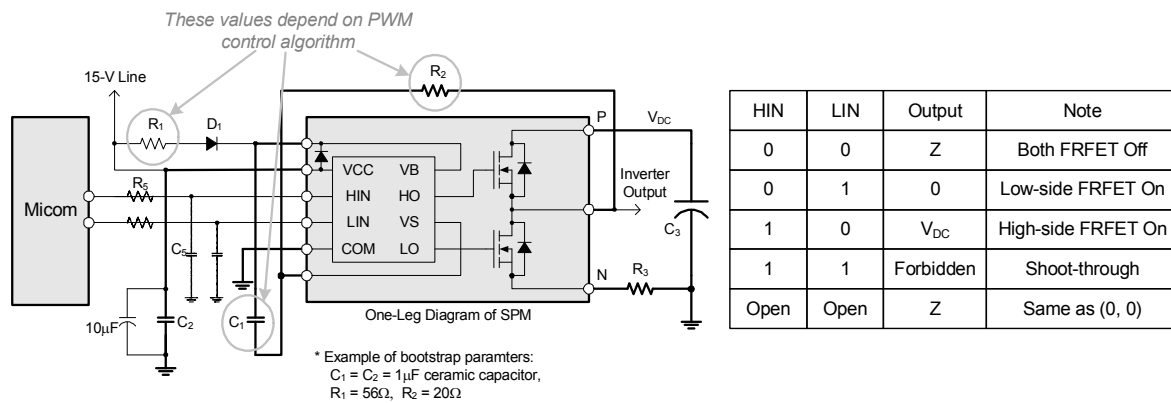 These values depend on PWM
control algorithm
15-V Line
R1
D1
R2
Micom
R5
C5
10μF
C2
C1
VCC
HIN
LIN
COM
VB
HO
VS
LO
P
N
VDC
Inverter
Output
C3
R3
One-Leg Diagram of SPM
* Example of bootstrap paramters:
C1 = C2 = 1μF ceramic capacitor,
R1 = 56Ω, R2 = 20Ω
HIN LIN Output Note
0 0 Z Both FRFET Off
0 1 0 Low-side FRFET On
1 0 VDC High-side FRFET On
1 1 Forbidden Shoot-through
Open Open Z Same as (0, 0)